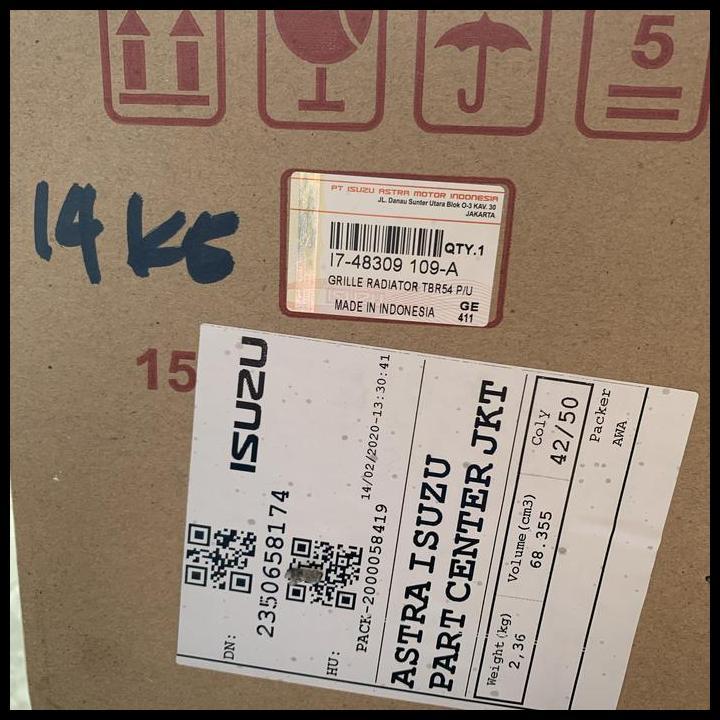 5
14 KG
PT ISUZU ASTRA MOTOR INDONESIA
JL. Danau Sunter Utara Blok O-3 KAV. 30
JAKARTA
QTY.1
I7-48309 109-A
GRILLE RADIATOR TBR54 P/U
MADE IN INDONESIA
GE
411
15
ISUZU
DN:
2350658174
HU:
PACK-2000058419
14/02/2020-13:30:41
ASTRA ISUZU
PART CENTER JKT
Weight(kg)
2,36
Volume(cm3)
68.355
Coly
42/50
Packer
AWA